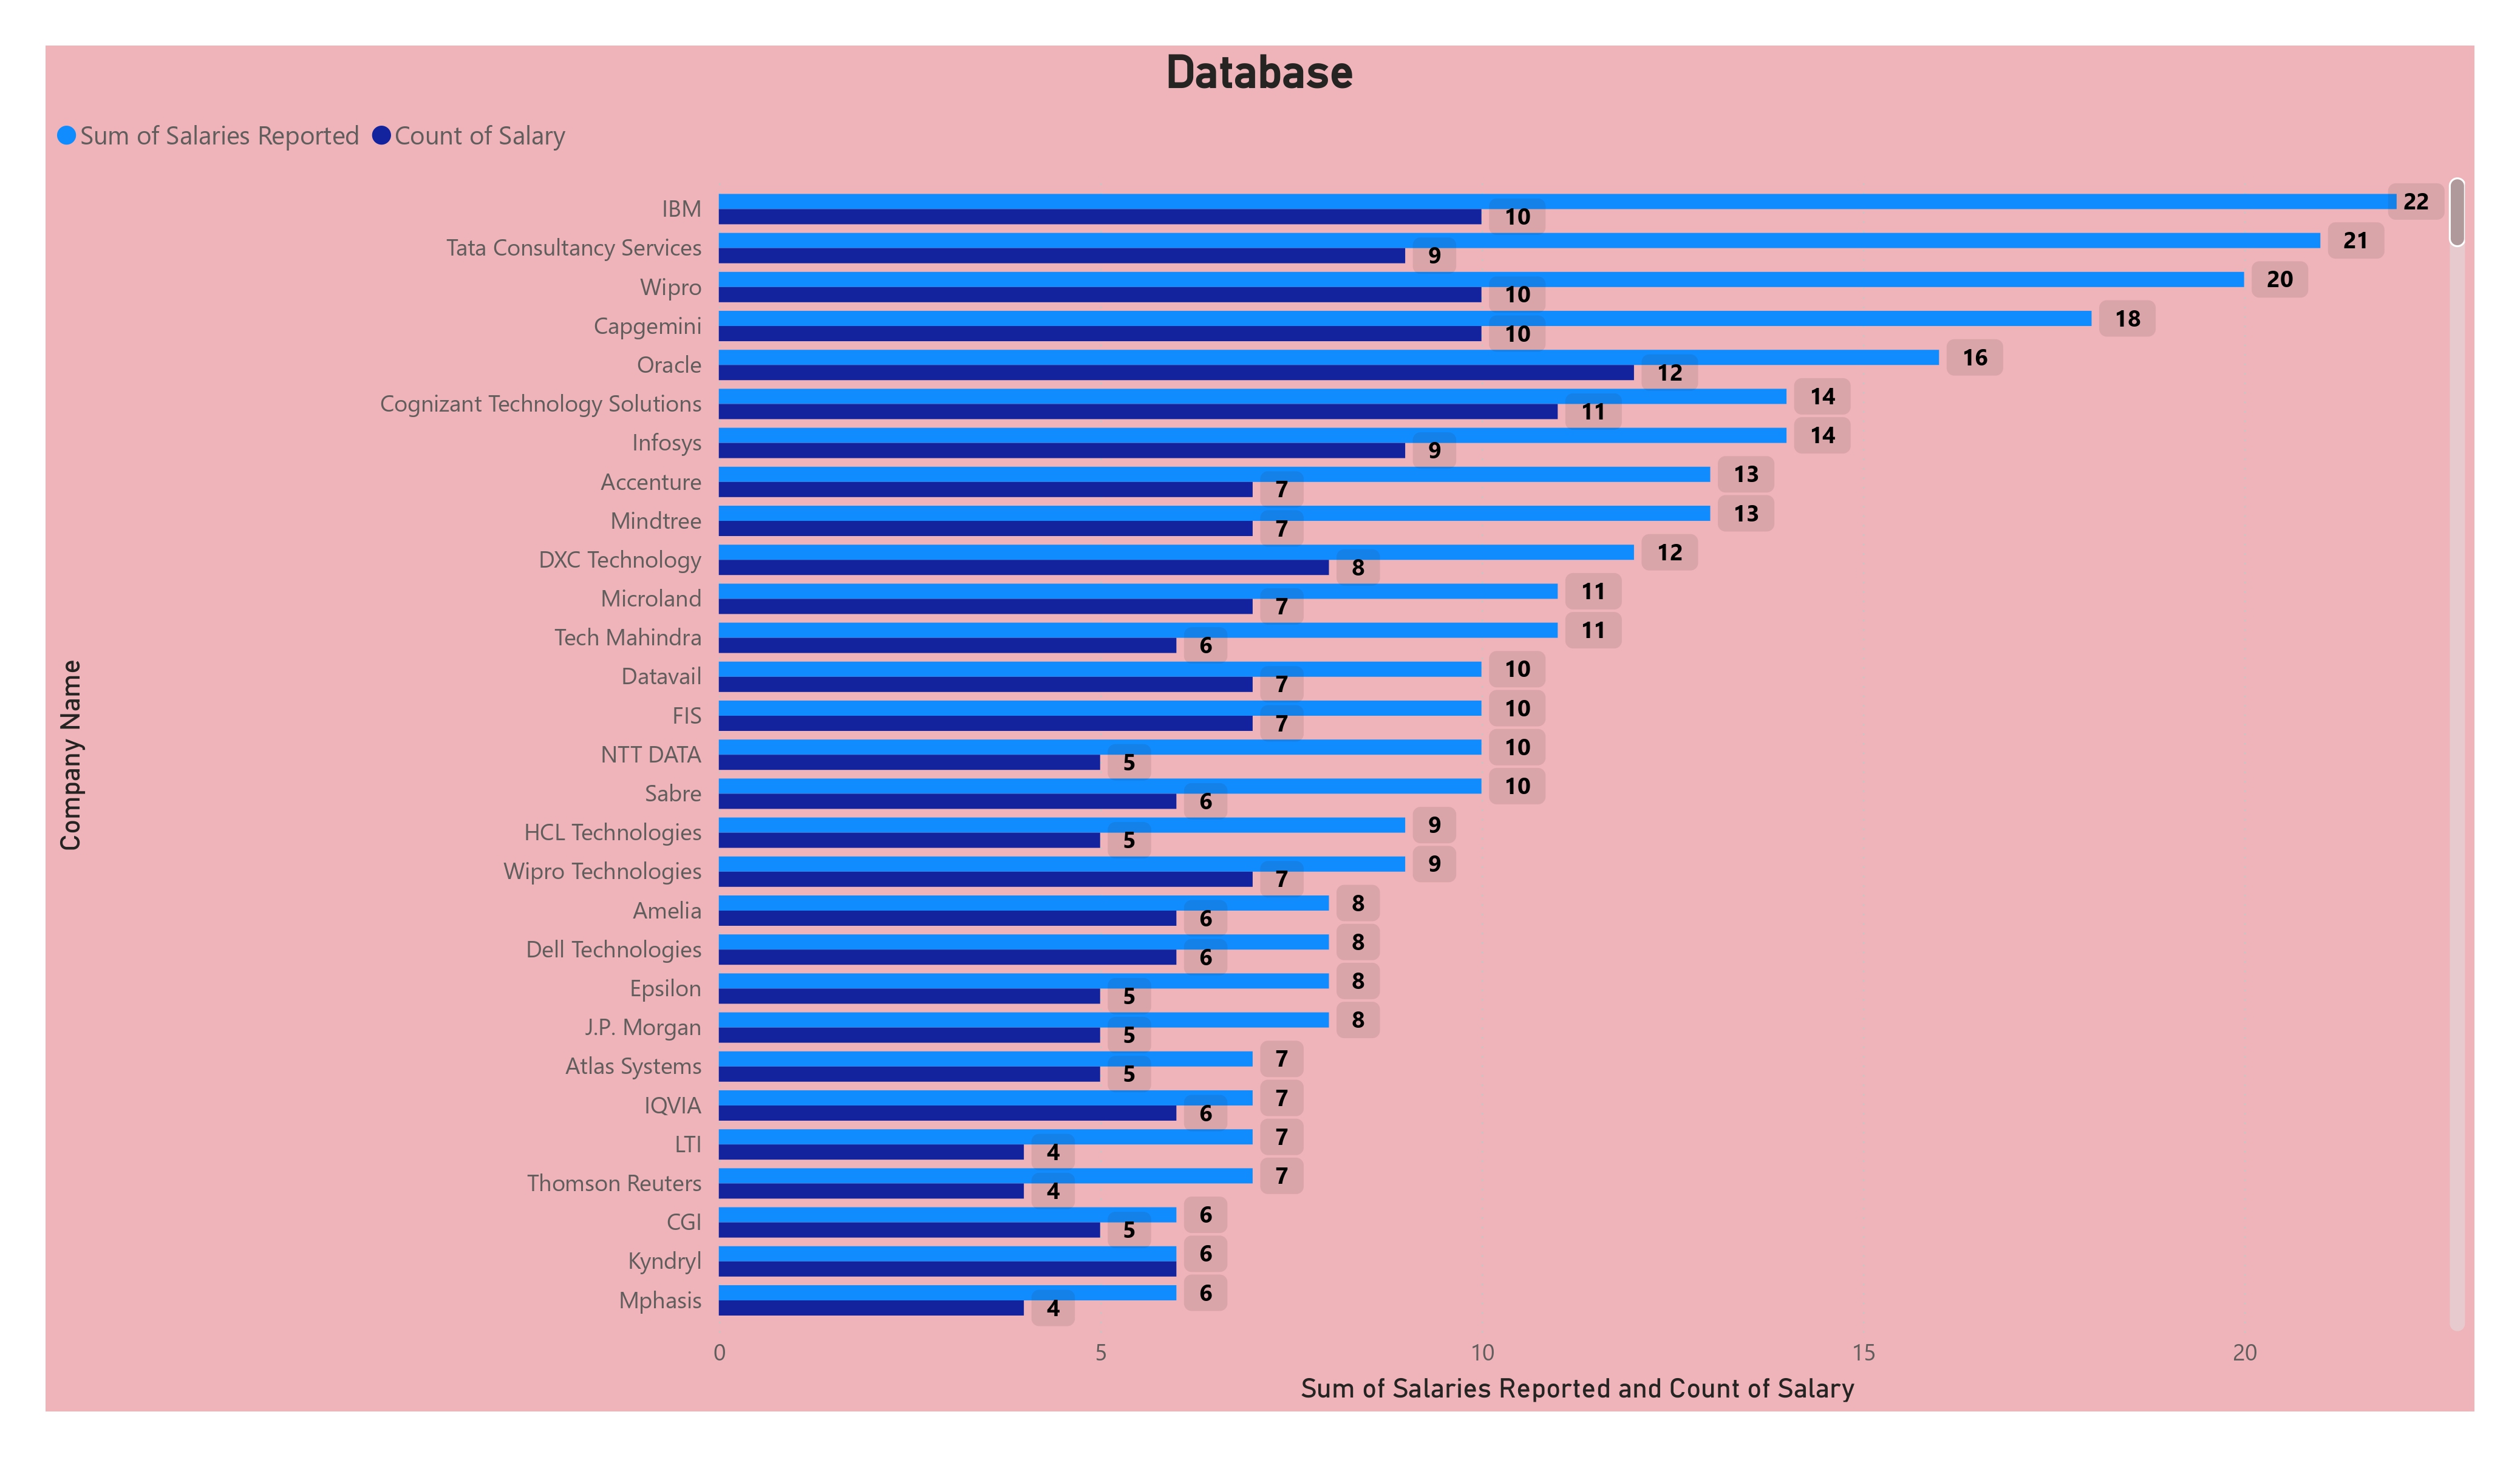 Database
Sum of Salaries Reported Count of Salary
Company Name
IBM 22
10
Tata Consultancy Services 21
9
Wipro 20
10
Capgemini 18
10
Oracle 16
12
Cognizant Technology Solutions 14
11
Infosys 14
9
Accenture 13
7
Mindtree 13
7
DXC Technology 12
8
Microland 11
7
Tech Mahindra 11
6
Datavail 10
7
FIS 10
7
NTT DATA 10
5
Sabre 10
6
HCL Technologies 9
5
Wipro Technologies 9
7
Amelia 8
6
Dell Technologies 8
6
Epsilon 8
5
J.P. Morgan 8
5
Atlas Systems 7
5
IQVIA 7
6
LTI 7
4
Thomson Reuters 7
4
CGI 6
5
Kyndryl 6
Mphasis 6
4
0 5 10 15 20
Sum of Salaries Reported and Count of Salary